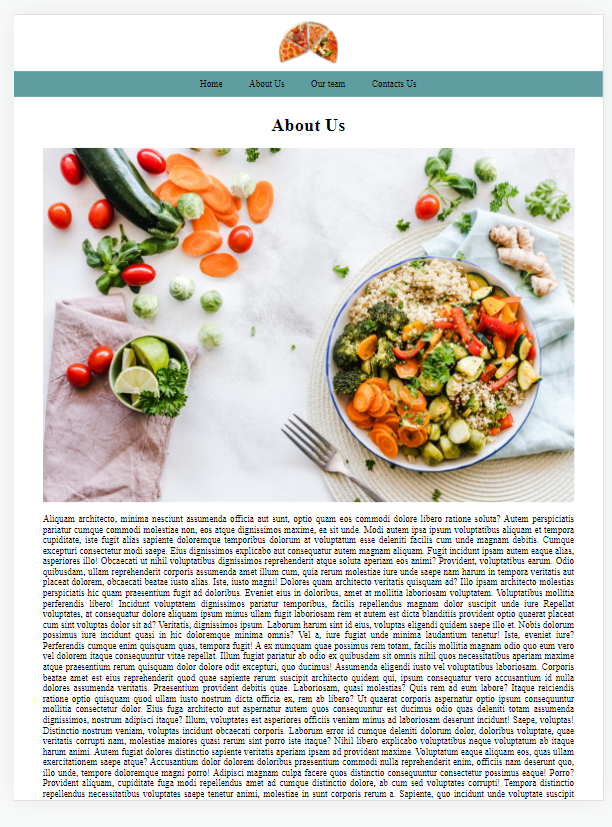 Home About Us Our team Contacts Us
About Us
Aliquam architecto, minima nesciunt assumenda officia aut sunt, optio quam eos commodi dolore libero ratione soluta? Autem perspiciatis
pariatur cumque commodi molestiae non, eos atque dignissimos maxime, ea sit unde. Modi autem ipsa ipsum voluptatibus aliquam et tempora
cupiditate, iste fugit alias sapiente doloremque temporibus dolorum at voluptatum esse deleniti facilis cum unde magnam debitis. Cumque
excepturi consectetur modi saepe. Eius dignissimos explicabo aut consequatur autem magnam aliquam. Fugit incidunt ipsam autem eaque alias,
asperiores illo! Obcaecati ut nihil voluptatibus dignissimos reprehenderit atque soluta aperiam eos animi? Provident, voluptatibus earum. Odio
quibusdam, ullam reprehenderit corporis assumenda amet illum cum, quia rerum molestiae iure unde saepe nam harum in tempora veritatis aut
placeat dolorem, obcaecati beatae iusto alias. Iste, iusto magni! Dolores quam architecto veritatis quisquam ad? Illo ipsam architecto molestias
perspiciatis hic quam praesentium fugit ad doloribus. Eveniet eius in doloribus, amet at mollitia laboriosam voluptatem. Voluptatibus mollitia
perferendis libero! Incidunt voluptatem dignissimos pariatur temporibus, facilis repellendus magnam dolor suscipit unde iure Repellat
voluptates, at consequatur dolore aliquam ipsum minus ullam fugit laboriosam rem et autem est dicta blanditiis provident optio quaerat placeat
cum sint voluptas dolor sit ad? Veritatis, dignissimos ipsum. Laborum harum sint id eius, voluptas eligendi quidem saepe illo et. Nobis dolorum
possimus iure incidunt quasi in hic doloremque minima omnis? Vel a, iure fugiat unde minima laudantium tenetur! Iste, eveniet iure?
Perferendis cumque enim quisquam quas, tempora fugit! A ex numquam quae possimus rem totam, facilis mollitia magnam odio quo eum vero
vel dolorem itaque consequuntur vitae repellat. Illum fugiat pariatur ab odio ex quibusdam sit omnis nihil quos necessitatibus aperiam maxime
atque praesentium rerum quisquam dolor dolore odit excepturi, quo ducimus! Assumenda eligendi iusto vel voluptatibus laboriosam. Corporis
beatae amet est eius reprehenderit quod quae sapiente rerum suscipit architecto quidem qui, ipsum consequatur vero accusantium id nulla
dolores assumenda veritatis. Praesentium provident debitis quae. Laboriosam, quasi molestias? Quis rem ad eum labore? Itaque reiciendis
ratione optio quisquam quod ullam iusto nostrum dicta officia ex, rem ab libero? Ut quaerat corporis aspernatur optio ipsum consequuntur
mollitia consectetur dolor. Eius fuga architecto aut aspernatur autem quos consequuntur est ducimus odio quas deleniti totam assumenda
dignissimos, nostrum adipisci itaque? Illum, voluptates est asperiores officiis veniam minus ad laboriosam deserunt incidunt! Saepe, voluptas!
Distinctio nostrum veniam, voluptas incidunt obcaecati corporis. Laborum error id cumque deleniti dolorum dolor, doloribus voluptate, quae
veritatis corrupti nam, molestiae maiores quasi rerum sint porro iste itaque? Nihil libero explicabo voluptatibus neque voluptatum ab itaque
harum animi. Autem fugiat dolores distinctio sapiente veritatis aperiam ipsam ad provident maxime. Voluptatum eaque aliquam eos, quas ullam
exercitationem saepe atque? Accusantium dolor dolorem doloribus praesentium commodi nulla reprehenderit enim, officiis nam deserunt quo,
illo unde, tempore doloremque magni porro! Adipisci magnam culpa facere quos distinctio consequuntur consectetur possimus eaque! Porro?
Provident aliquam, cupiditate fuga modi repellendus amet ad cumque distinctio dolore, ab cum sed voluptates corrupti! Tempora distinctio
repellendus necessitatibus voluptates saepe tenetur animi, molestiae in sunt corporis rerum a. Sapiente, quo incidunt unde voluptate suscipit